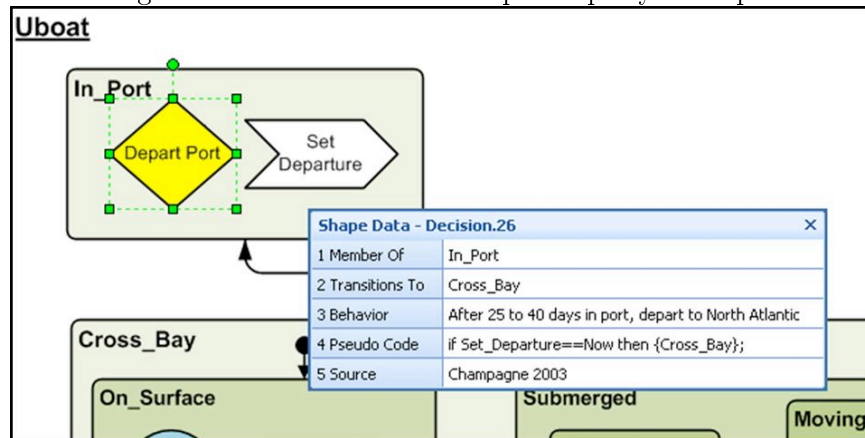 Uboat
In_Port
Depart Port
Set
Departure
Shape Data - Decision.26
1 Member Of In_Port
2 Transitions To Cross_Bay
3 Behavior After 25 to 40 days in port, depart to North Atlantic
4 Pseudo Code if Set_Departure==Now then {Cross_Bay};
5 Source Champagne 2003
Cross_Bay
On_Surface
Submerged
Moving